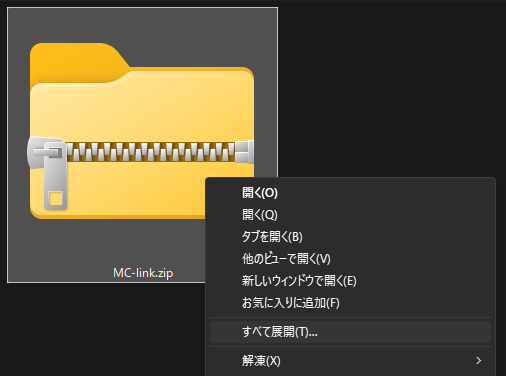 MC-link.zip
開く(O)
開く(Q)
タブを開く(B)
他のビューで開く(V)
新しいウィンドウで開く(E)
お気に入りに追加(F)
すべて展開(T)...
解凍(X)